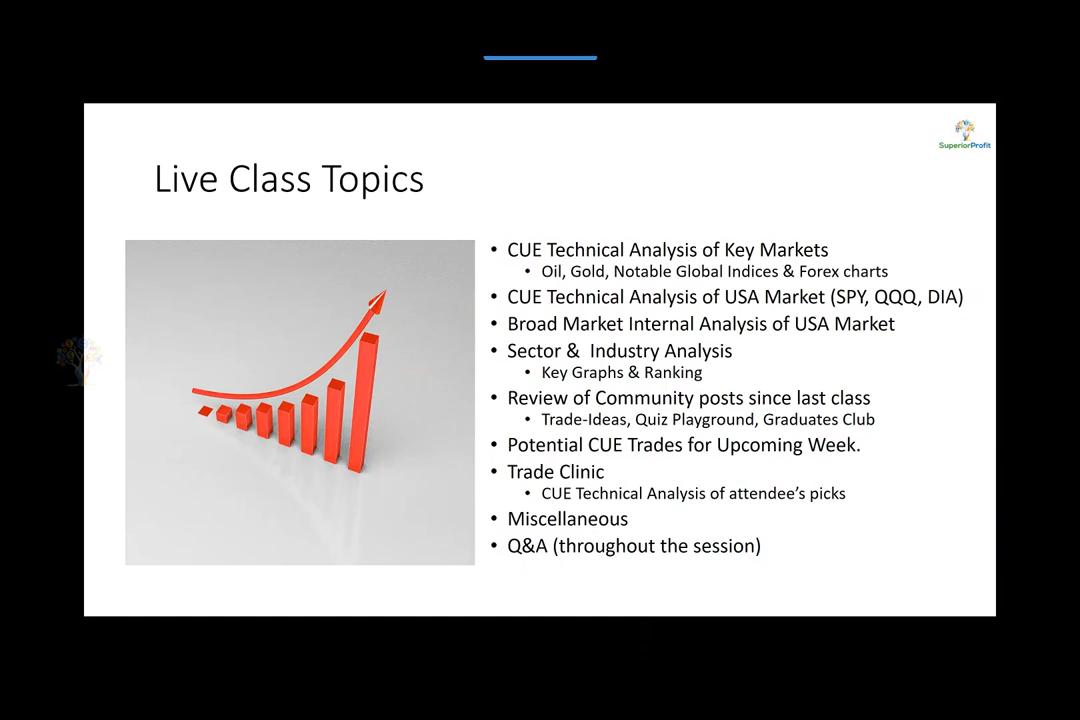 SuperiorProfit
Live Class Topics
• CUE Technical Analysis of Key Markets
• Oil, Gold, Notable Global Indices & Forex charts
• CUE Technical Analysis of USA Market (SPY, QQQ, DIA)
• Broad Market Internal Analysis of USA Market
• Sector & Industry Analysis
• Key Graphs & Ranking
• Review of Community posts since last class
• Trade-Ideas, Quiz Playground, Graduates Club
• Potential CUE Trades for Upcoming Week.
• Trade Clinic
• CUE Technical Analysis of attendee’s picks
• Miscellaneous
• Q&A (throughout the session)